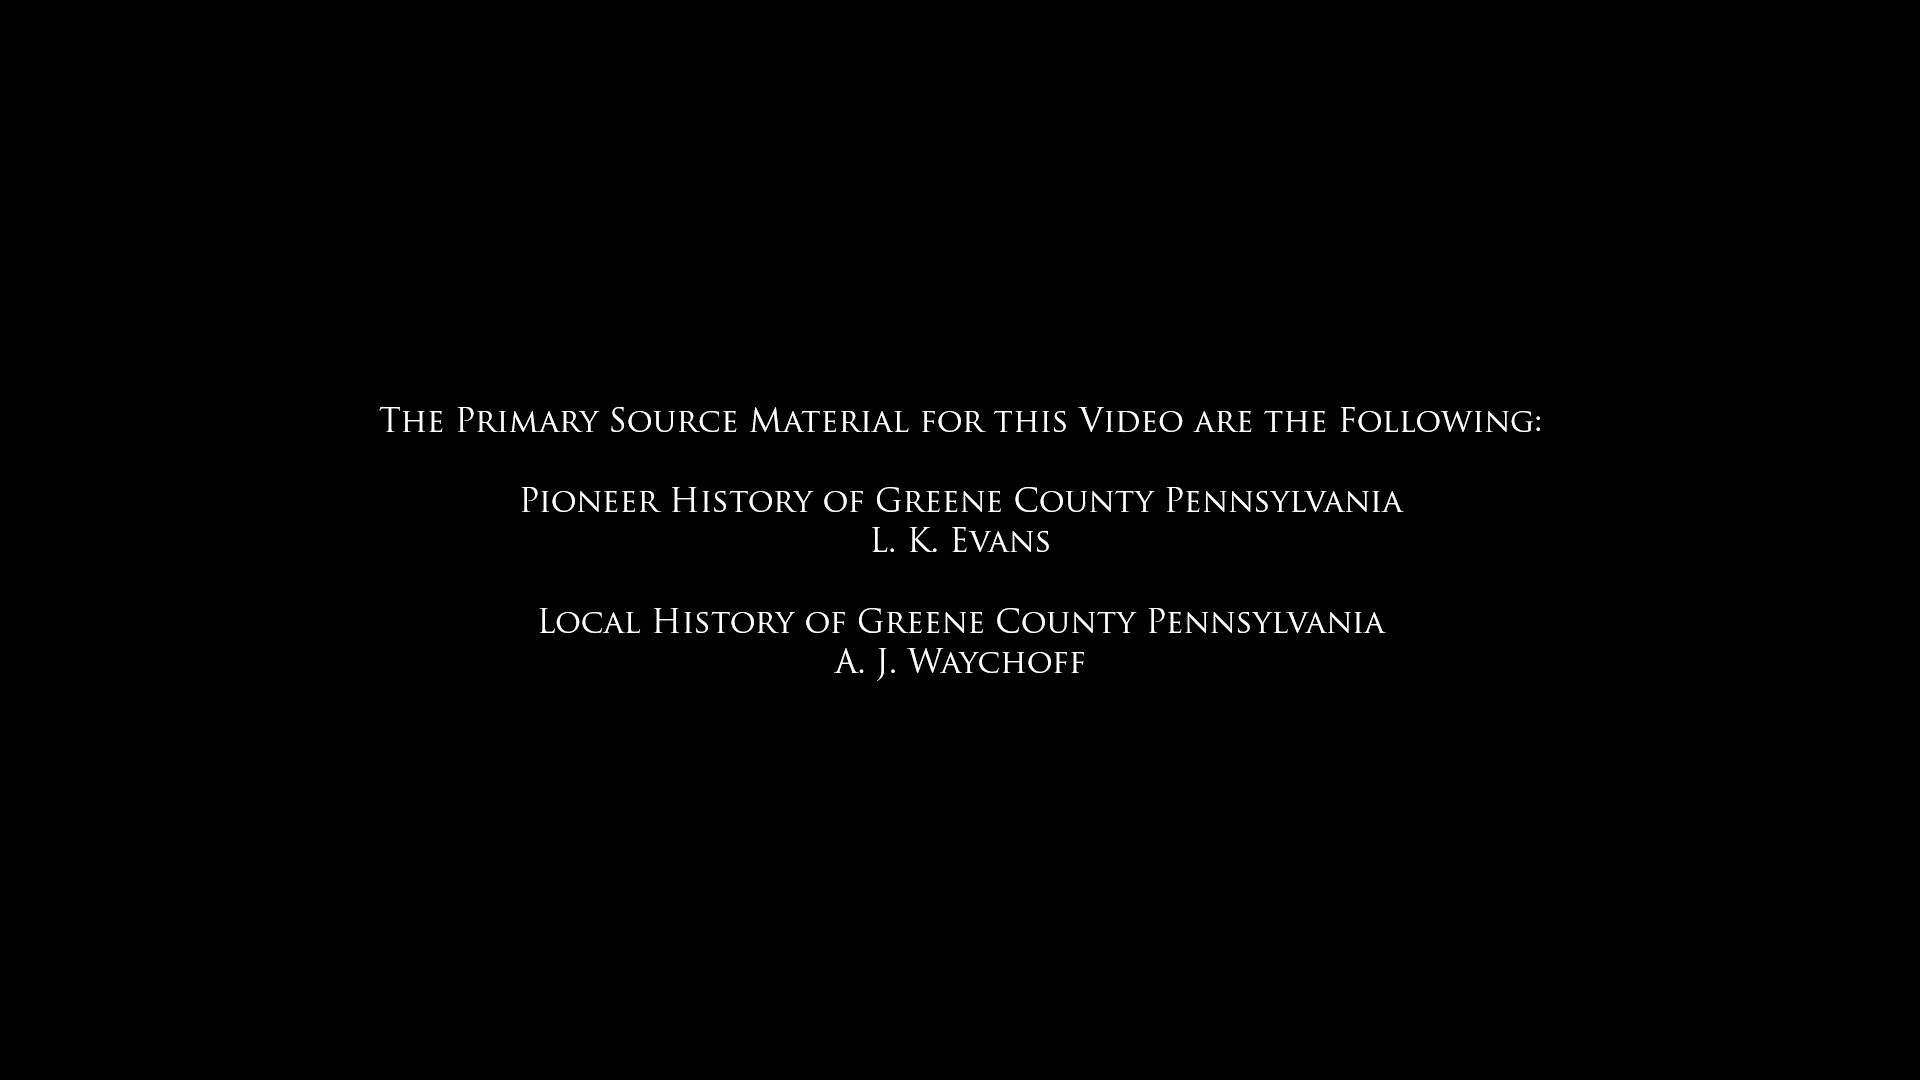 The Primary Source Material for this Video are the Following:
Pioneer History of Greene County Pennsylvania
L. K. Evans
Local History of Greene County Pennsylvania
A. J. Waychoff